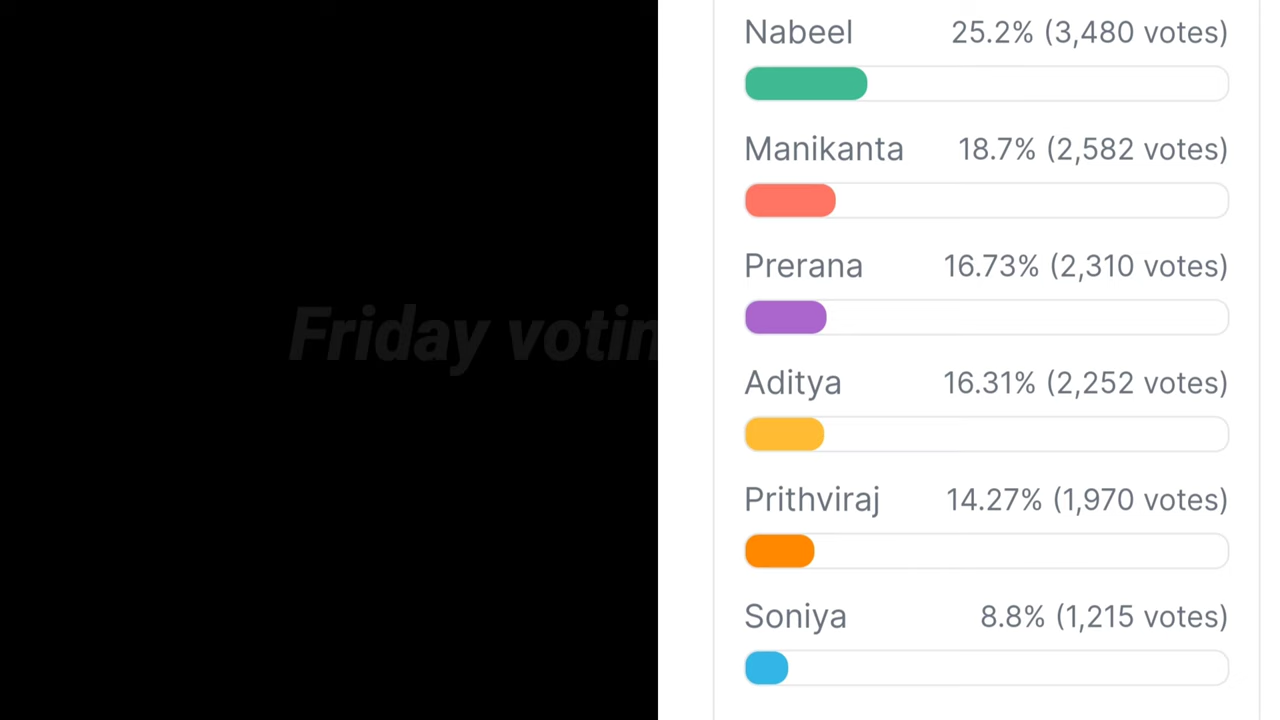 Friday votin
Nabeel 25.2% (3,480 votes)
Manikanta 18.7% (2,582 votes)
Prerana 16.73% (2,310 votes)
Aditya 16.31% (2,252 votes)
Prithviraj 14.27% (1,970 votes)
Soniya 8.8% (1,215 votes)